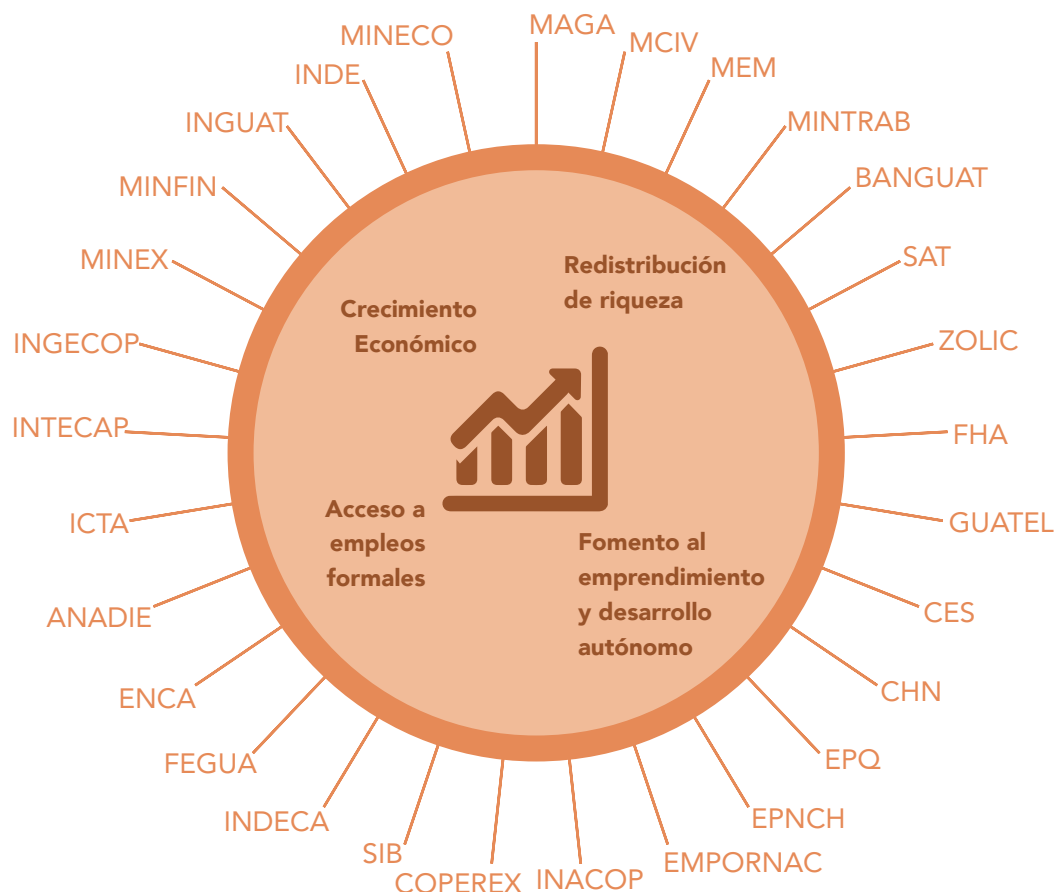 MAGA
MCIV
MEM
MINTRAB
BANGUAT
SAT
ZOLIC
FHA
GUATEL
CES
CHN
EPQ
EPNCH
EMPORNAC
INACOP
COPEREX
SIB
INDECA
FEGUA
ENCA
ANADIE
ICTA
INTECAP
INGECOP
MINEX
MINFIN
INGUAT
INDE
MINECO
Crecimiento
Económico
Redistribución
de riqueza
Acceso a
empleos
formales
Fomento al
emprendimiento
y desarrollo
autónomo